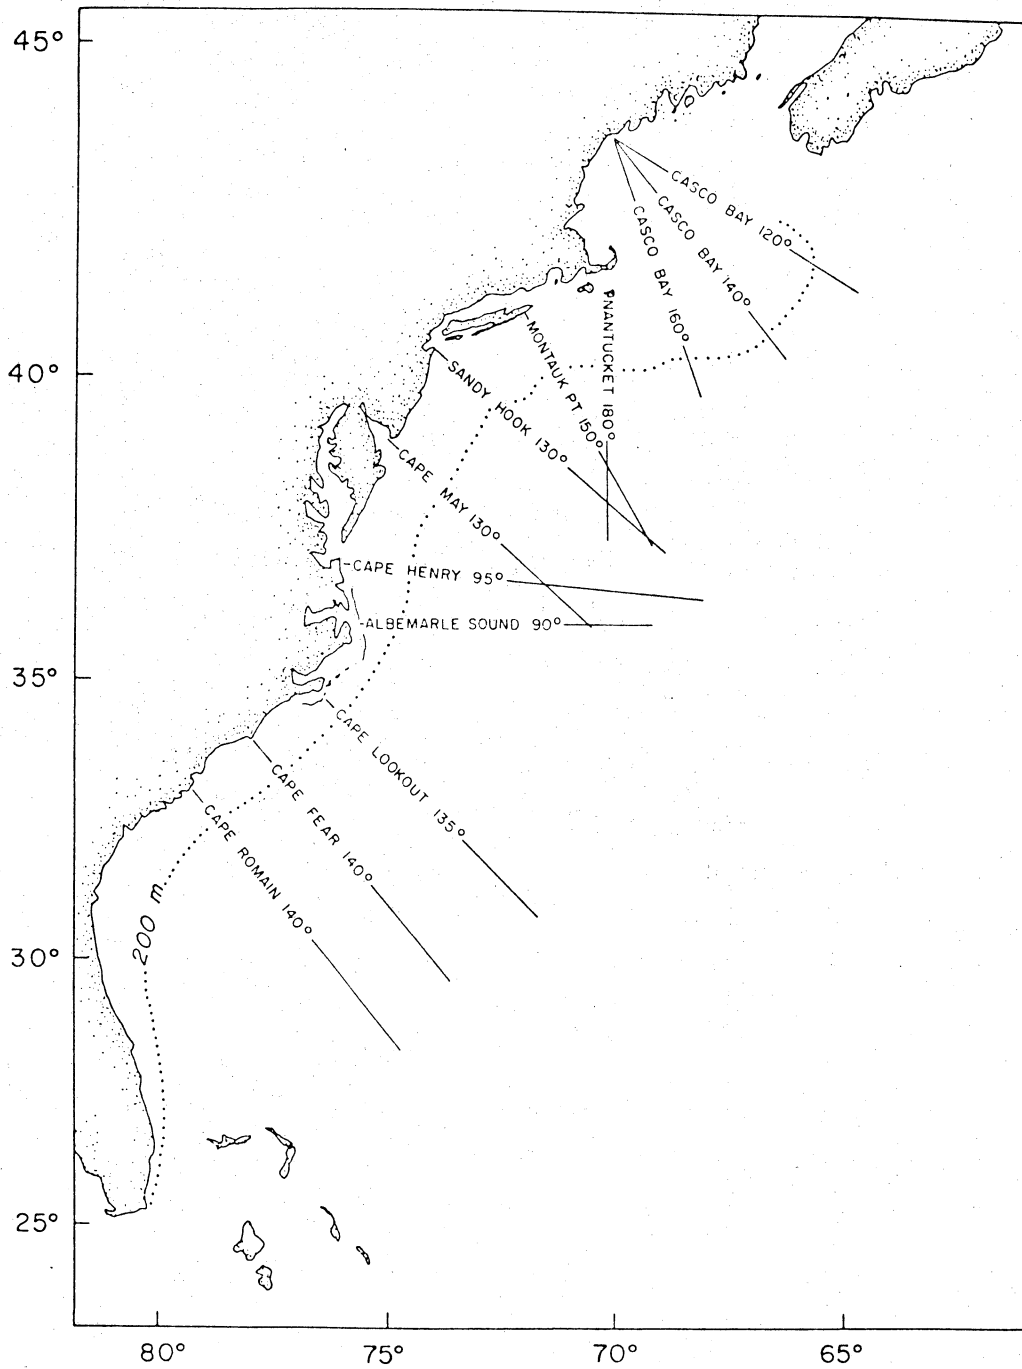 45°
CASCO BAY 120°
CASCO BAY 140°
CASCO BAY 160°
NANTUCKET 180°
MONTAUK PT 150°
40°
SANDY HOOK 130°
CAPE MAY 130°
CAPE HENRY 95°
ALBEMARLE SOUND 90°
35°
CAPE LOOKOUT 135°
CAPE FEAR 140°
CAPE ROMAIN 140°
200 m
30°
25°
80°
75°
70°
65°